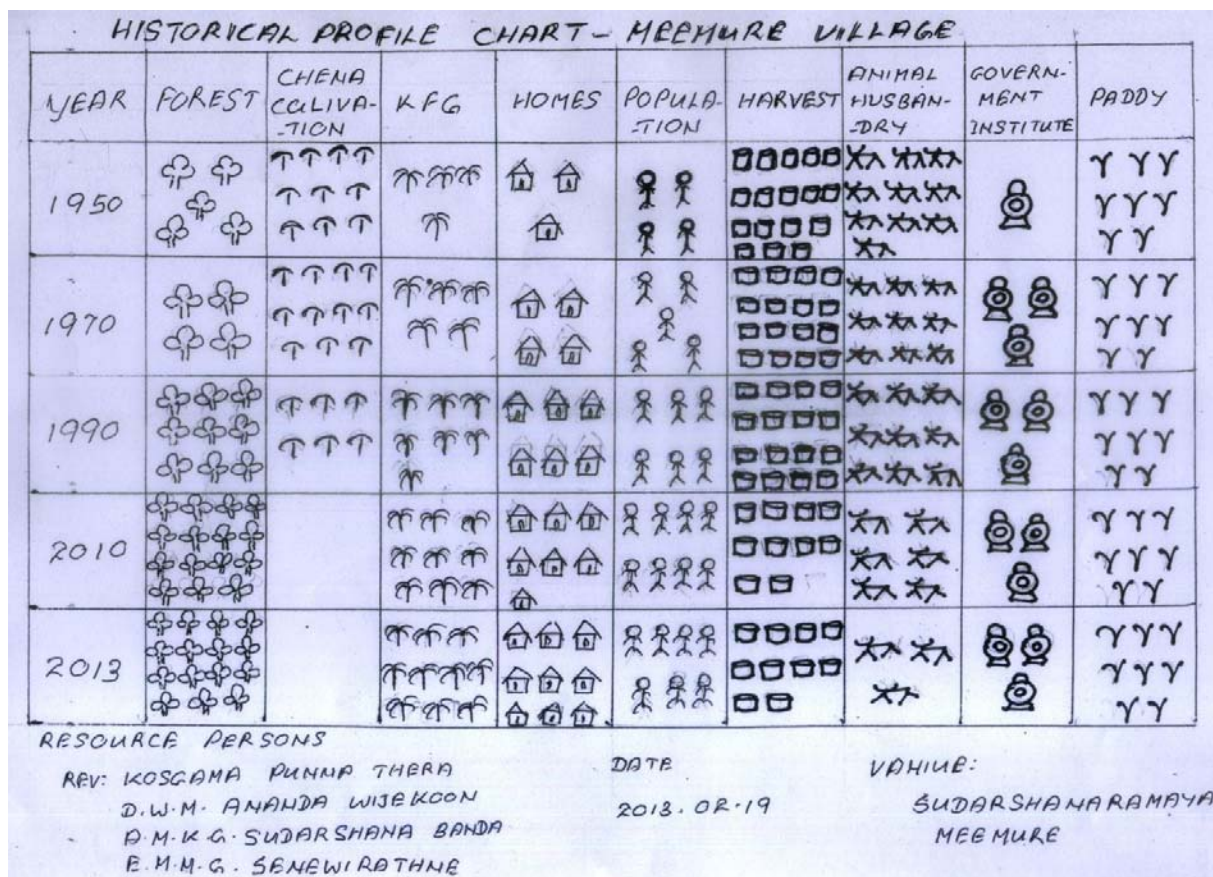 HISTORICAL PROFILE CHART - MEEMURE VILLAGE
YEAR FOREST CHENA CULIVA--TION KFG HOMES POPULA--TION HARVEST ANIMAL HUSBAN--DRY GOVERN-MENT INSTITUTE PADDY
1950
1970
1990
2010
2013
RESOURCE PERSONS
REV: KOSGAMA PUNNA THERA
D.W.M. ANANDA WIJEKOON
A.M.K.G. SUDARSHANA BANDA
E.M.M.G. SENEWIRATHNE
DATE
2013.02.19
VAHIUE:
SUDARSHANARAMAYA
MEEMURE